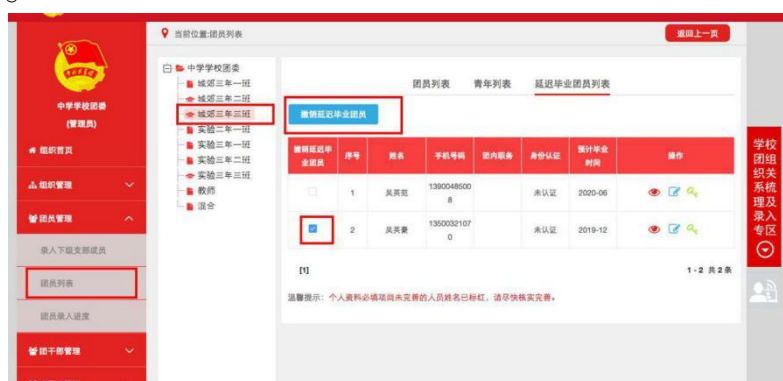 当前位置:团员列表
返回上一页
中学学校团委
(管理员)
组织首页
组织管理
团员管理
录入下级支部成员
团员列表
团员录入进度
团干部管理
中学学校团委
城郊三年一班
城郊三年二班
城郊三年三班
实验二年一班
实验三年一班
实验三年二班
实验三年三班
教师
混合
团员列表 青年列表 延迟毕业团员列表
撤销延迟毕业团员
撤销延迟毕业团员 序号 姓名 手机号码 团内职务 身份认证 预计毕业时间 操作
1 吴英范 13900485008 未认证 2020-06
2 吴英豪 13500321070 未认证 2019-12
[1]
1-2 共2条
温馨提示：个人资料必填项目未完善的人员姓名已标红，请尽快核实完善。
学校团组织关系统梳理及录入专区